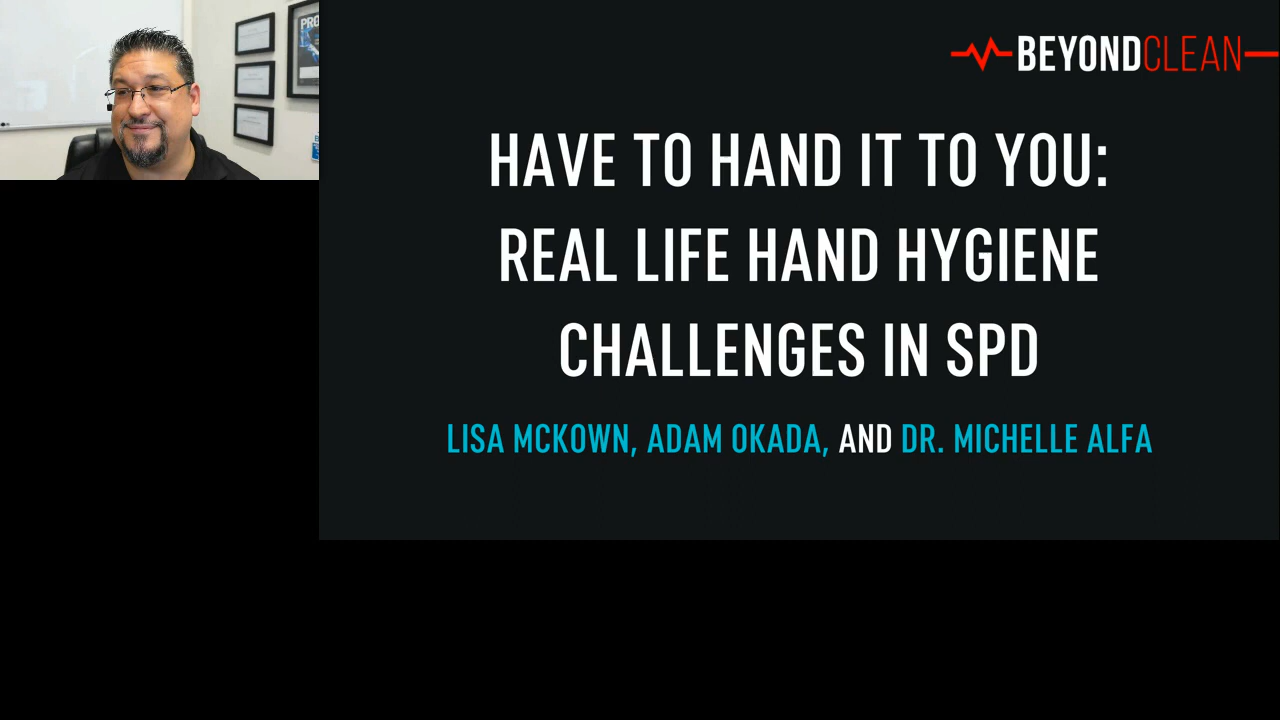 PRO
BEYONDCLEAN
HAVE TO HAND IT TO YOU:
REAL LIFE HAND HYGIENE
CHALLENGES IN SPD
LISA MCKOWN, ADAM OKADA, AND DR. MICHELLE ALFA